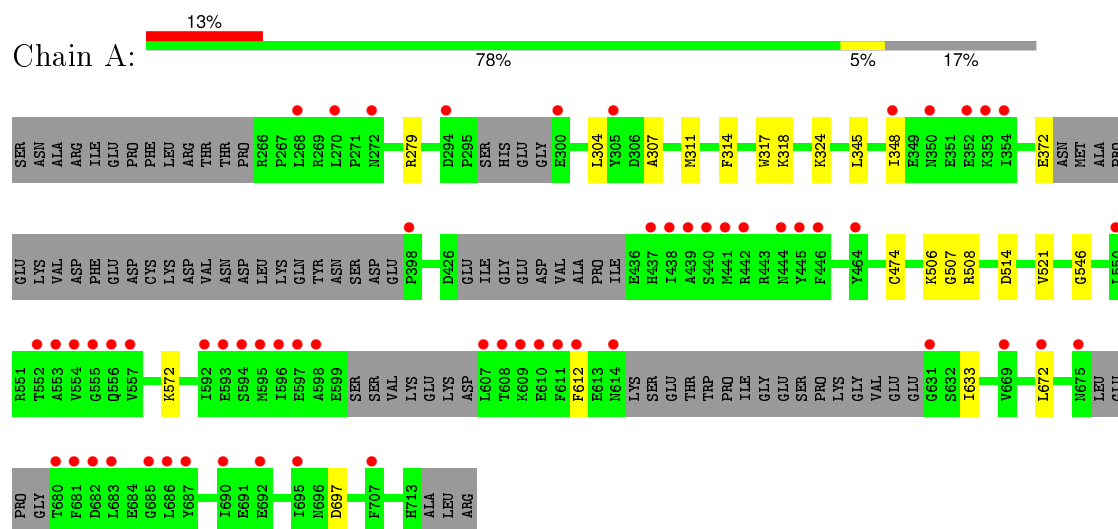 13%
Chain A:
78% 5% 17%
SER ASN ALA ARG ILE GLU PRO PHE LEU ARG THR THR PRO R266 P267 L268 R269 L270 P271 N272 R279 D294 P295 SER HIS GLU GLY E300 L304 Y305 D306 A307 M311 F314 W317 K318 K324 L345 I348 E349 N350 E351 E352 K353 I354 E372 ASN MET ALA PRO
GLU LYS VAL ASP PHE GLU ASP CYS LYS ASP VAL ASN ASP LEU LYS GLN TYR ASN SER ASP GLU P398 D426 GLU ILE GLY GLU ASP VAL ALA PRO ILE E436 H437 I438 A439 S440 M441 R442 R443 N444 Y445 F446 Y464 C474 K506 G507 R508 D514 V521 G546 L550
R551 T552 A553 V554 G555 Q556 V557 K572 I592 E593 S594 M595 I596 E597 A598 E599 SER SER VAL LYS GLU LYS ASP L607 T608 K609 E610 F611 F612 E613 N614 LYS SER GLU THR TRP PRO ILE GLY GLU SER PRO LYS GLY VAL GLU GLU G631 S632 I633 V669 L672 N675 LEU GLU
PRO GLY T680 F681 D682 L683 E684 G685 L686 Y687 I690 E691 E692 I695 N696 D697 F707 H713 ALA LEU ARG